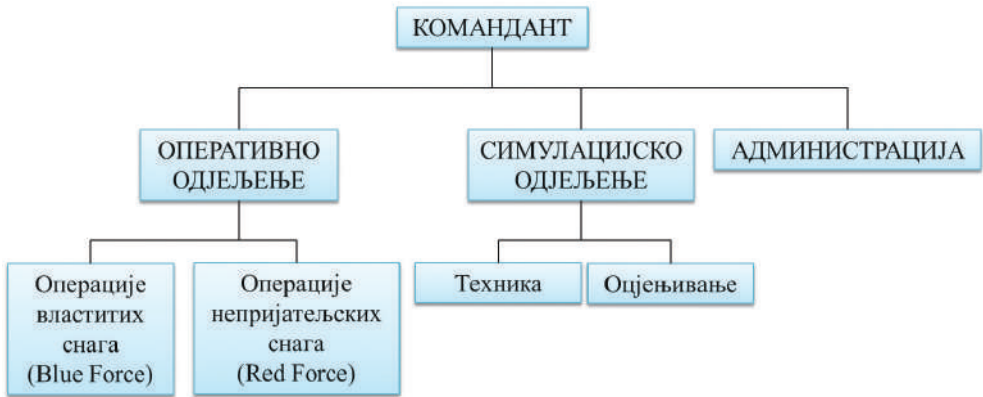 КОМАНДАНТ
ОПЕРАТИВНО
ОДЈЕЉЕЊЕ
СИМУЛАЦИЈСКО
ОДЈЕЉЕЊЕ
АДМИНИСТРАЦИЈА
Операције
властитих
снага
(Blue Force)
Операције
непријатељских
снага
(Red Force)
Техника
Оцјењивање